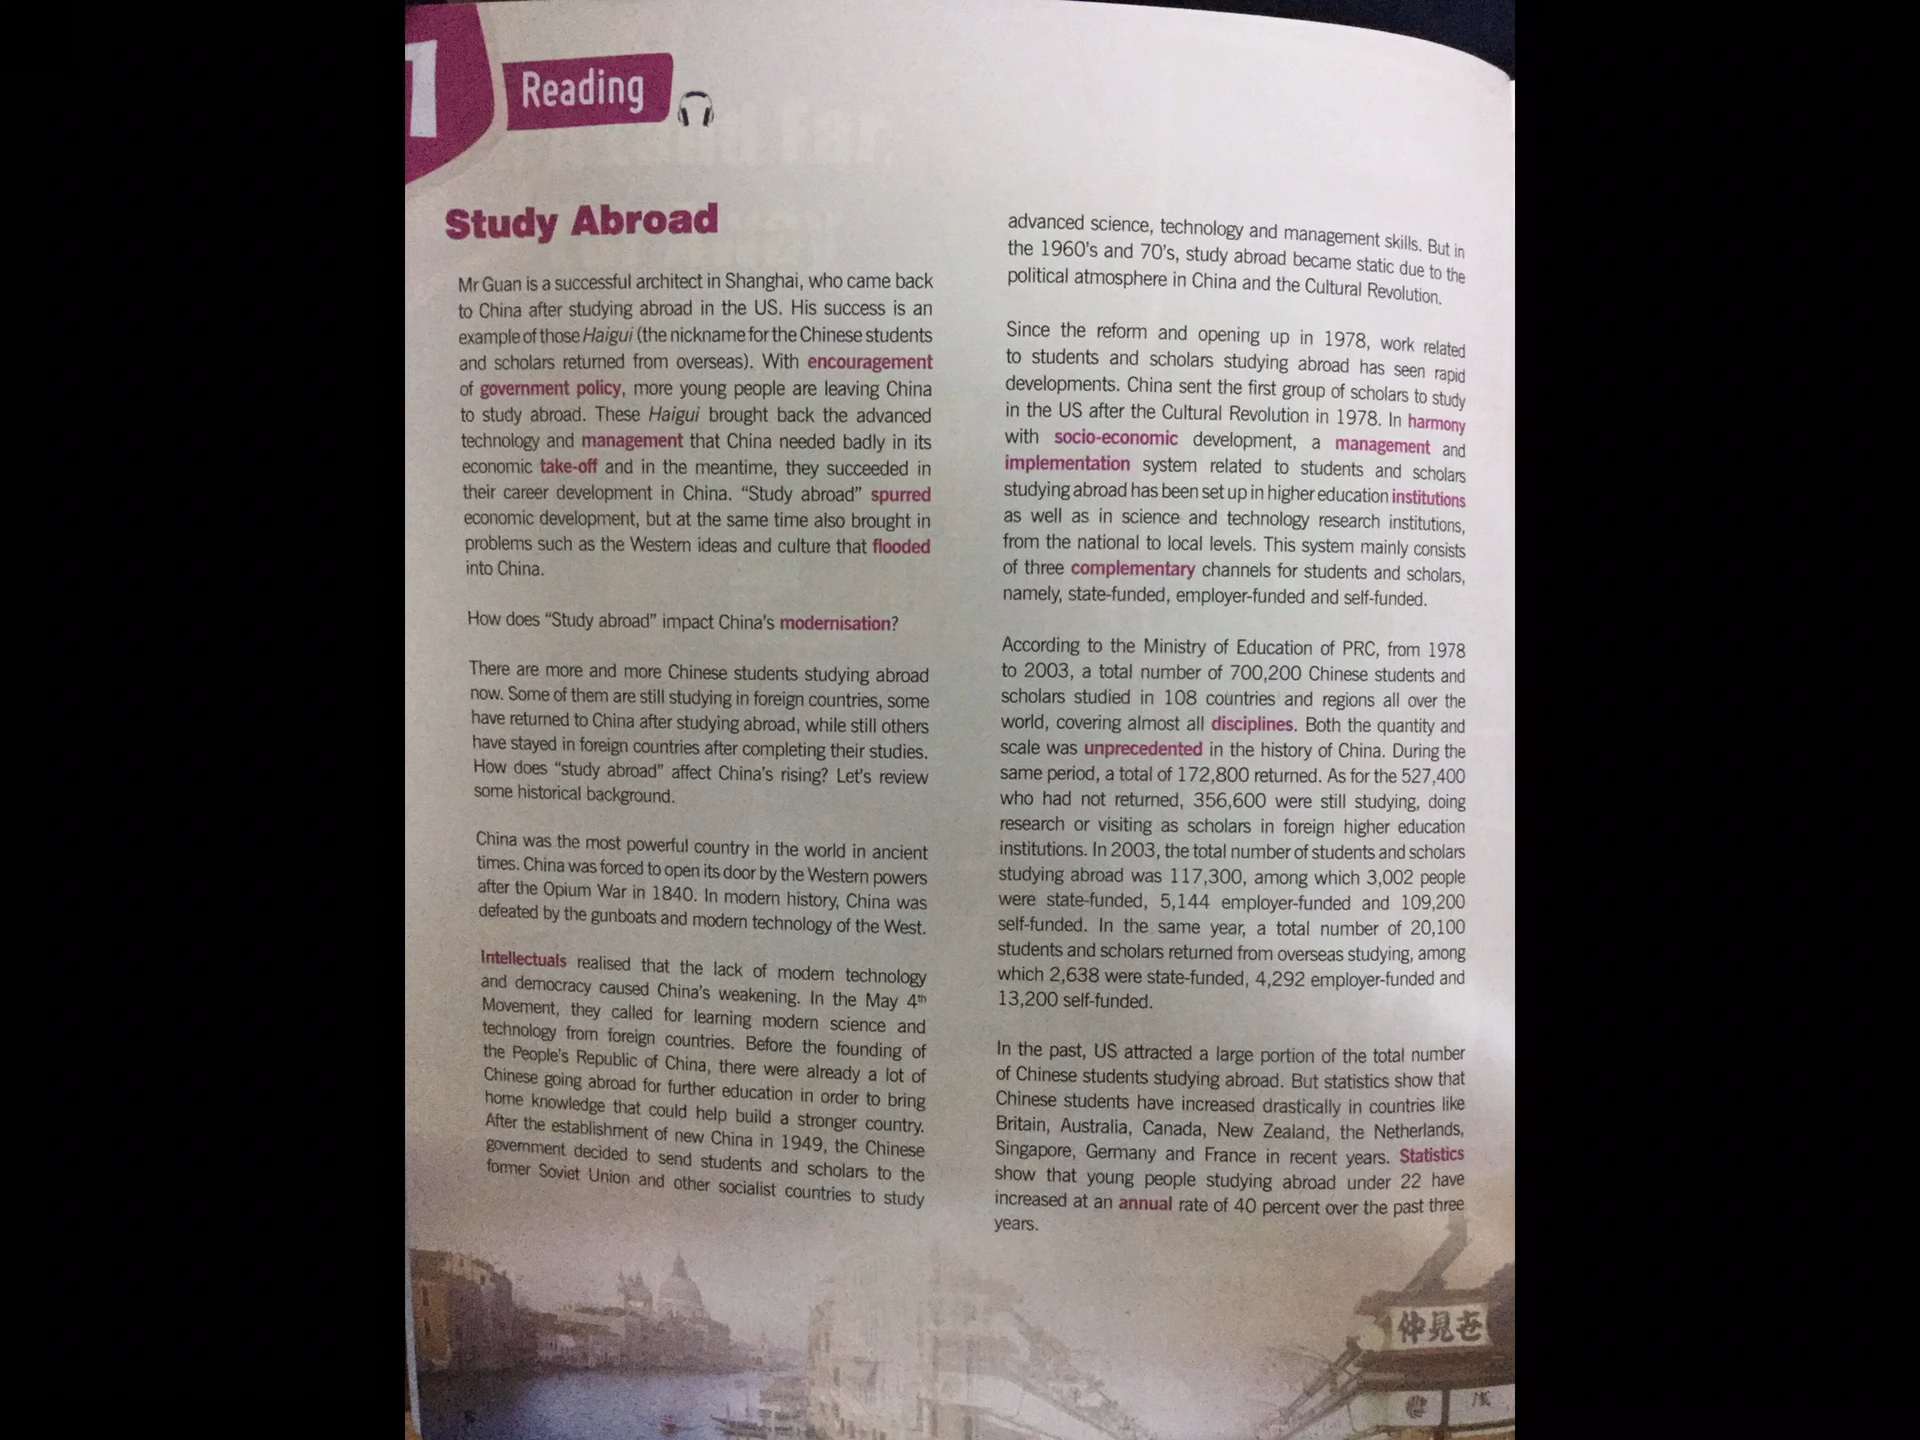 1
Reading
Study Abroad
Mr Guan is a successful architect in Shanghai, who came back
to China after studying abroad in the US. His success is an
example of those Haigui (the nickname for the Chinese students
and scholars returned from overseas). With encouragement
of government policy, more young people are leaving China
to study abroad. These Haigui brought back the advanced
technology and management that China needed badly in its
economic take-off and in the meantime, they succeeded in
their career development in China. “Study abroad” spurred
economic development, but at the same time also brought in
problems such as the Western ideas and culture that flooded
into China.
How does “Study abroad” impact China’s modernisation?
There are more and more Chinese students studying abroad
now. Some of them are still studying in foreign countries, some
have returned to China after studying abroad, while still others
have stayed in foreign countries after completing their studies.
How does “study abroad” affect China’s rising? Let’s review
some historical background.
China was the most powerful country in the world in ancient
times. China was forced to open its door by the Western powers
after the Opium War in 1840. In modern history, China was
defeated by the gunboats and modern technology of the West.
Intellectuals realised that the lack of modern technology
and democracy caused China’s weakening. In the May 4th
Movement, they called for learning modern science and
technology from foreign countries. Before the founding of
the People’s Republic of China, there were already a lot of
Chinese going abroad for further education in order to bring
home knowledge that could help build a stronger country.
After the establishment of new China in 1949, the Chinese
government decided to send students and scholars to the
former Soviet Union and other socialist countries to study
advanced science, technology and management skills. But in
the 1960’s and 70’s, study abroad became static due to the
political atmosphere in China and the Cultural Revolution.
Since the reform and opening up in 1978, work related
to students and scholars studying abroad has seen rapid
developments. China sent the first group of scholars to study
in the US after the Cultural Revolution in 1978. In harmony
with socio-economic development, a management and
implementation system related to students and scholars
studying abroad has been set up in higher education institutions
as well as in science and technology research institutions,
from the national to local levels. This system mainly consists
of three complementary channels for students and scholars,
namely, state-funded, employer-funded and self-funded.
According to the Ministry of Education of PRC, from 1978
to 2003, a total number of 700,200 Chinese students and
scholars studied in 108 countries and regions all over the
world, covering almost all disciplines. Both the quantity and
scale was unprecedented in the history of China. During the
same period, a total of 172,800 returned. As for the 527,400
who had not returned, 356,600 were still studying, doing
research or visiting as scholars in foreign higher education
institutions. In 2003, the total number of students and scholars
studying abroad was 117,300, among which 3,002 people
were state-funded, 5,144 employer-funded and 109,200
self-funded. In the same year, a total number of 20,100
students and scholars returned from overseas studying, among
which 2,638 were state-funded, 4,292 employer-funded and
13,200 self-funded.
In the past, US attracted a large portion of the total number
of Chinese students studying abroad. But statistics show that
Chinese students have increased drastically in countries like
Britain, Australia, Canada, New Zealand, the Netherlands,
Singapore, Germany and France in recent years. Statistics
show that young people studying abroad under 22 have
increased at an annual rate of 40 percent over the past three
years.